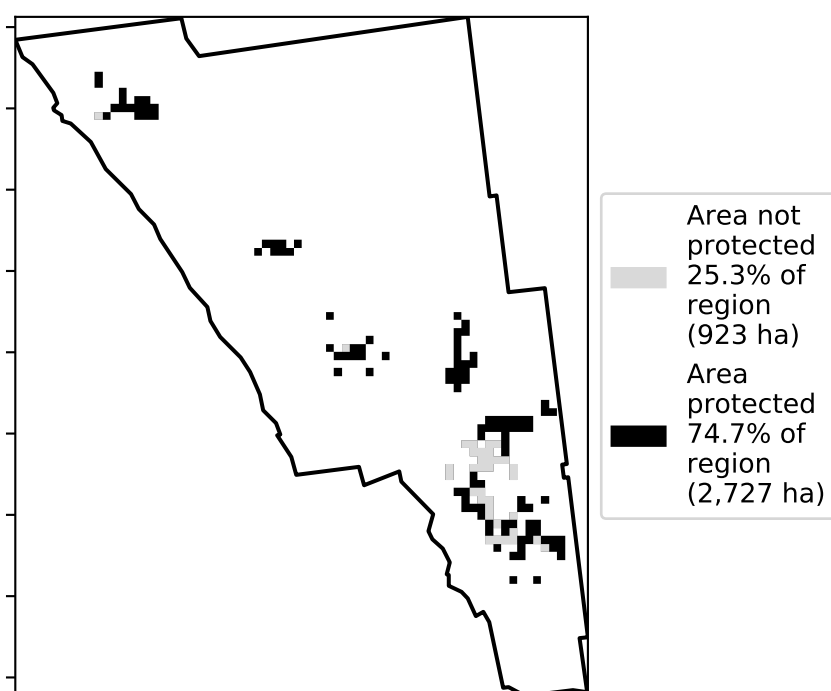 Area not
protected
25.3% of
region
(923 ha)
Area
protected
74.7% of
region
(2,727 ha)